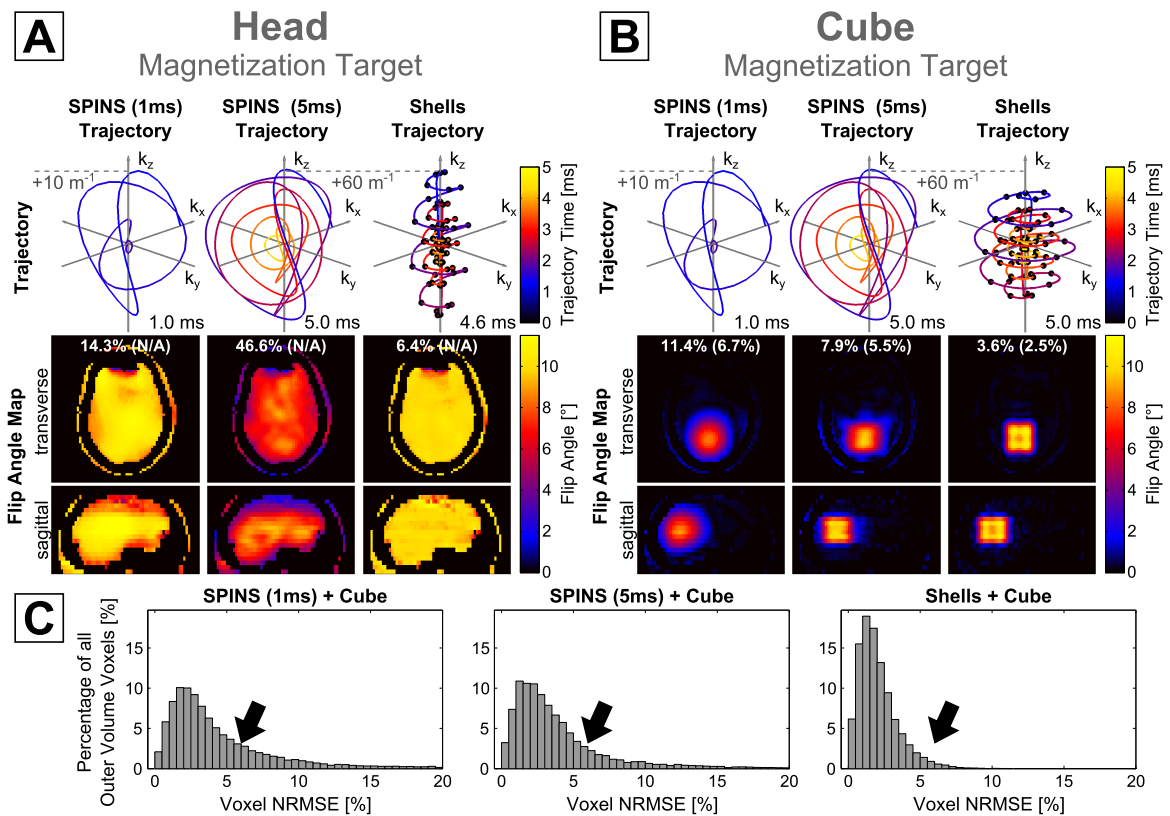 A
Head
Magnetization Target
SPINS (1ms)
Trajectory
SPINS (5ms)
Trajectory
Shells
Trajectory
Trajectory
+10 m⁻¹
kz
kx
ky
1.0 ms
kz
kx
ky
5.0 ms
+60 m⁻¹
kz
kx
ky
4.6 ms
5
4
3
2
1
0
Trajectory Time [ms]
Flip Angle Map
transverse
sagittal
14.3% (N/A)
46.6% (N/A)
6.4% (N/A)
10
8
6
4
2
0
Flip Angle [°]
B
Cube
Magnetization Target
SPINS (1ms)
Trajectory
SPINS (5ms)
Trajectory
Shells
Trajectory
Trajectory
+10 m⁻¹
kz
kx
ky
1.0 ms
kz
kx
ky
5.0 ms
+60 m⁻¹
kz
kx
ky
5.0 ms
5
4
3
2
1
0
Trajectory Time [ms]
Flip Angle Map
transverse
sagittal
11.4% (6.7%)
7.9% (5.5%)
3.6% (2.5%)
10
8
6
4
2
0
Flip Angle [°]
C
Percentage of all
Outer Volume Voxels [%]
SPINS (1ms) + Cube
15
10
5
0
0 5 10 15 20
Voxel NRMSE [%]
SPINS (5ms) + Cube
15
10
5
0
0 5 10 15 20
Voxel NRMSE [%]
Shells + Cube
15
10
5
0
0 5 10 15 20
Voxel NRMSE [%]